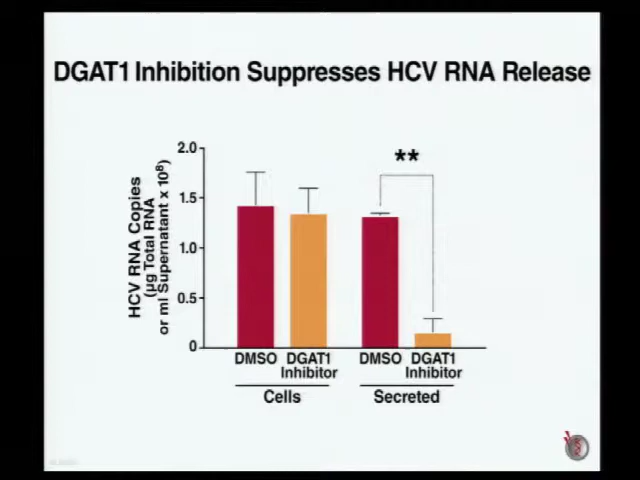 DGAT1 Inhibition Suppresses HCV RNA Release
HCV RNA Copies
(µg Total RNA
or ml Supernatant x 10⁸)
2.0
1.5
1.0
0.5
0
**
DMSO
DGAT1
Inhibitor
DMSO
DGAT1
Inhibitor
Cells
Secreted